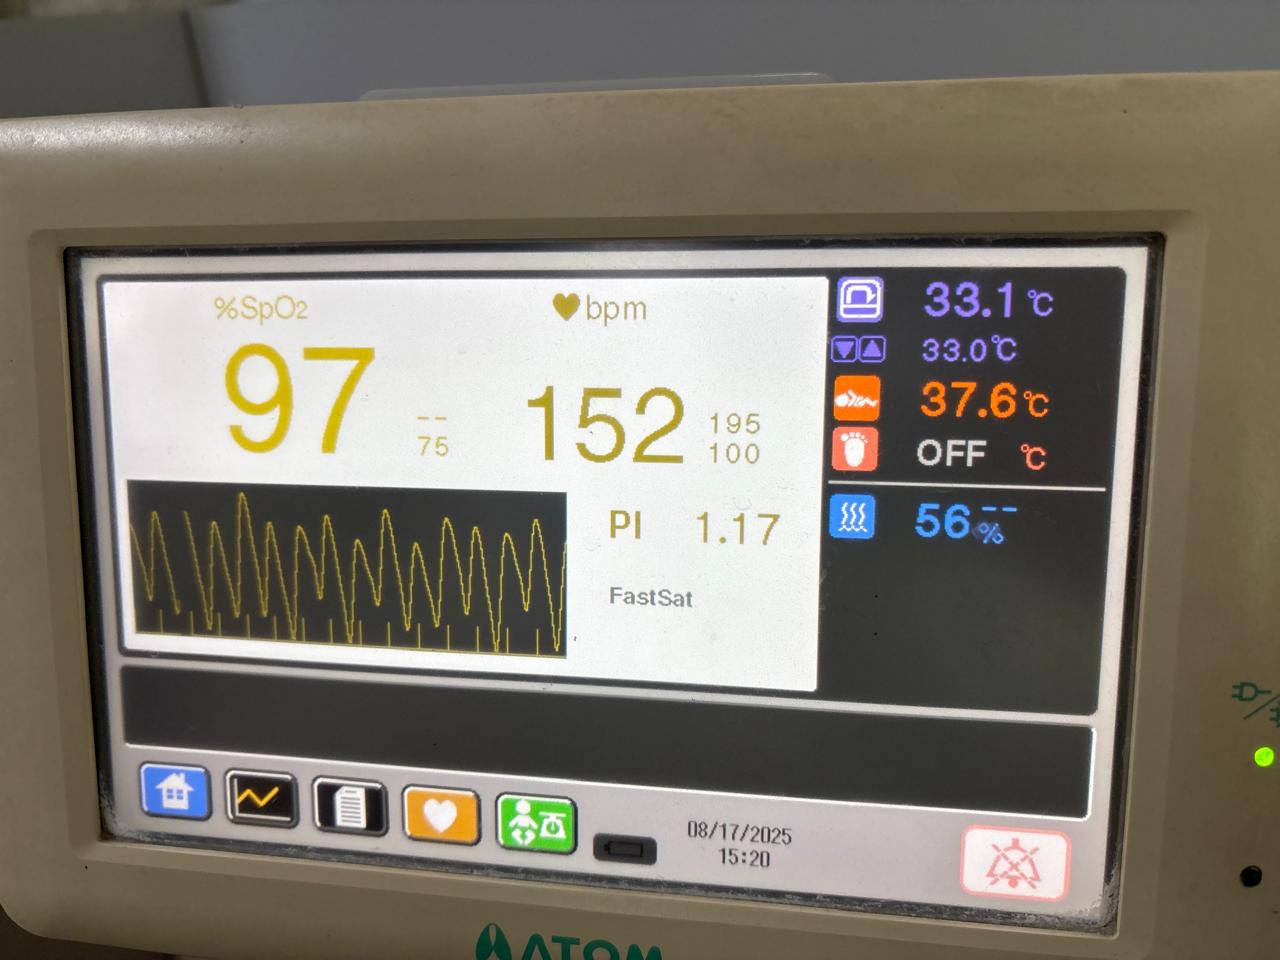 %SpO2
97
--
75
bpm
152
195
100
PI 1.17
FastSat
33.1 ℃
33.0℃
37.6 ℃
OFF ℃
56 -- %
08/17/2025
15:20
ATOM